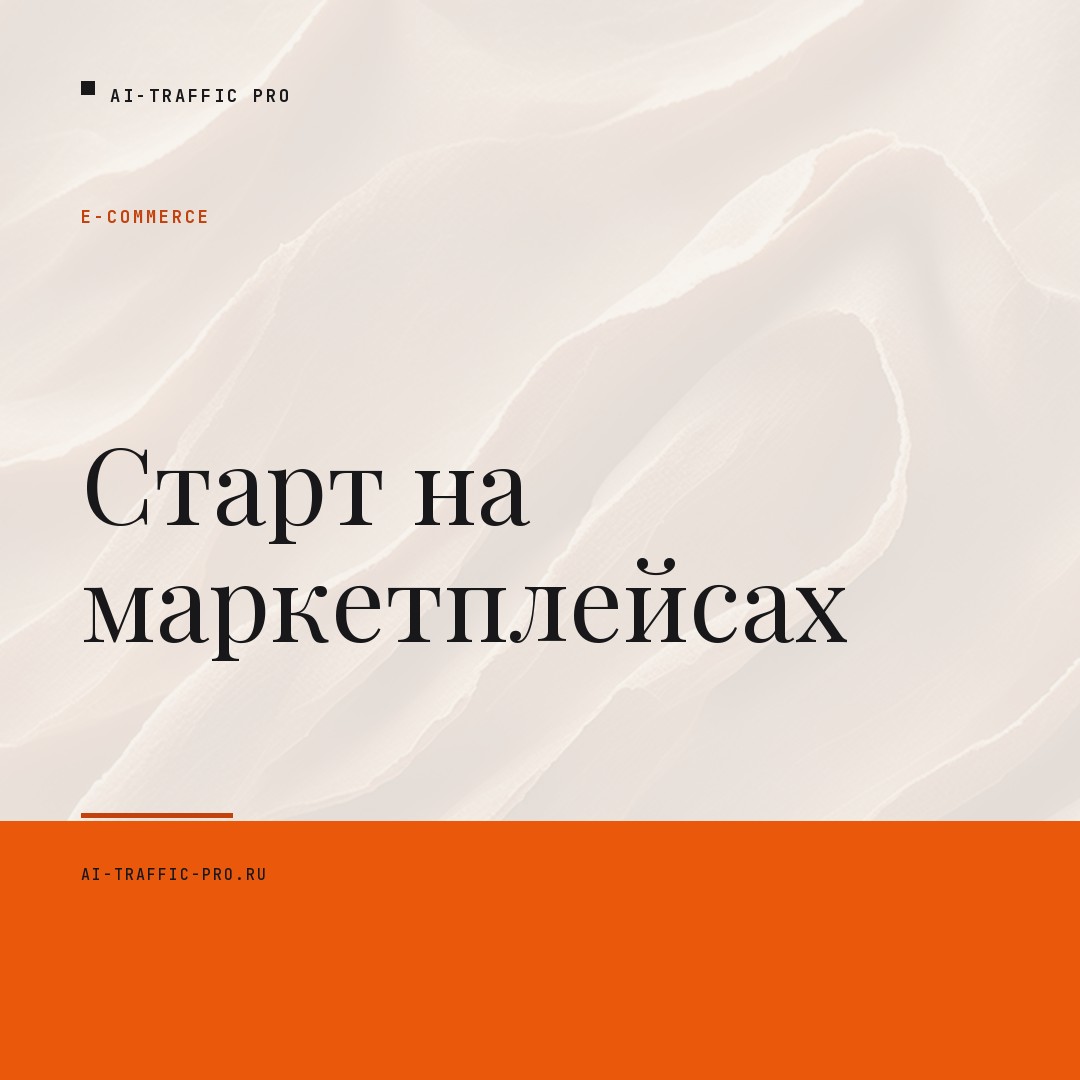 AI-TRAFFIC PRO
E-COMMERCE
Старт на
маркетплейсах
AI-TRAFFIC-PRO.RU